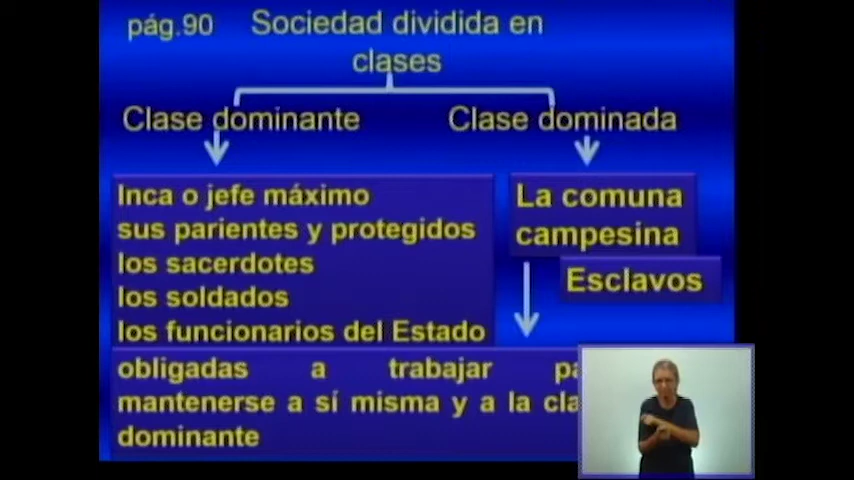 pág.90
Sociedad dividida en
clases
Clase dominante
Clase dominada
Inca o jefe máximo
sus parientes y protegidos
los sacerdotes
los soldados
los funcionarios del Estado
La comuna
campesina
Esclavos
obligadas a trabajar
mantenerse a sí misma y a la
dominante